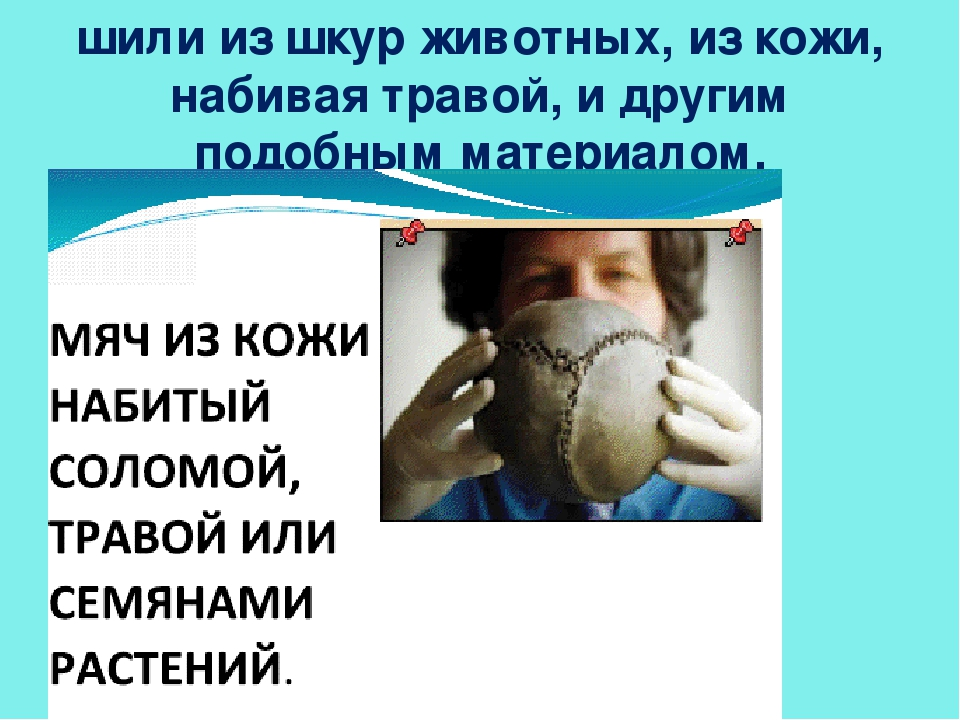 шили из шкур животных, из кожи,
набивая травой, и другим
подобным материалом.
МЯЧ ИЗ КОЖИ
НАБИТЫЙ
СОЛОМОЙ,
ТРАВОЙ ИЛИ
СЕМЯНАМИ
РАСТЕНИЙ.